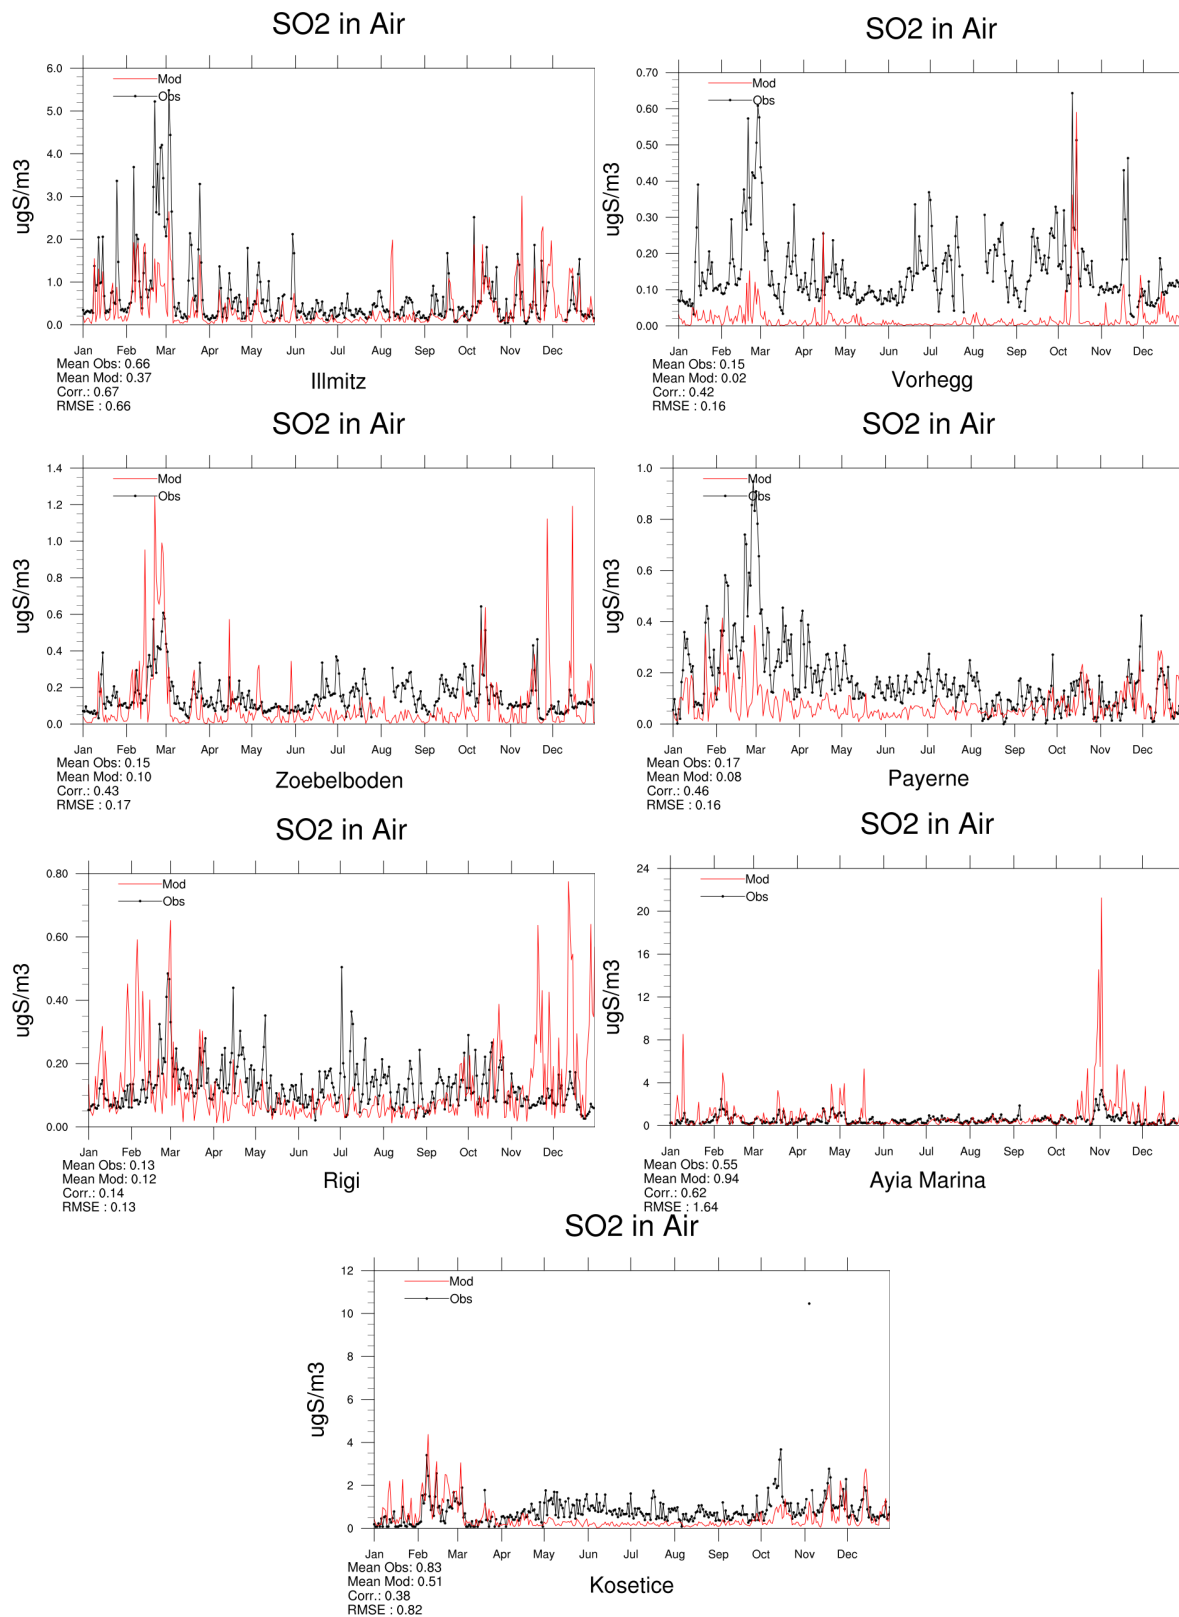 SO2 in Air
ugS/m3
6.0
5.0
4.0
3.0
2.0
1.0
0.0
Mod
Obs
Jan Feb Mar Apr May Jun Jul Aug Sep Oct Nov Dec
Mean Obs: 0.66
Mean Mod: 0.37
Corr.: 0.67
RMSE : 0.66
Illmitz
SO2 in Air
ugS/m3
0.70
0.60
0.50
0.40
0.30
0.20
0.10
0.00
Mod
Obs
Jan Feb Mar Apr May Jun Jul Aug Sep Oct Nov Dec
Mean Obs: 0.15
Mean Mod: 0.02
Corr.: 0.42
RMSE : 0.16
Vorhegg
SO2 in Air
ugS/m3
1.4
1.2
1.0
0.8
0.6
0.4
0.2
0.0
Mod
Obs
Jan Feb Mar Apr May Jun Jul Aug Sep Oct Nov Dec
Mean Obs: 0.15
Mean Mod: 0.10
Corr.: 0.43
RMSE : 0.17
Zoebelboden
SO2 in Air
ugS/m3
1.0
0.8
0.6
0.4
0.2
0.0
Mod
Obs
Jan Feb Mar Apr May Jun Jul Aug Sep Oct Nov Dec
Mean Obs: 0.17
Mean Mod: 0.08
Corr.: 0.46
RMSE : 0.16
Payerne
SO2 in Air
ugS/m3
0.80
0.60
0.40
0.20
0.00
Mod
Obs
Jan Feb Mar Apr May Jun Jul Aug Sep Oct Nov Dec
Mean Obs: 0.13
Mean Mod: 0.12
Corr.: 0.14
RMSE : 0.13
Rigi
SO2 in Air
ugS/m3
24
20
16
12
8
4
0
Mod
Obs
Jan Feb Mar Apr May Jun Jul Aug Sep Oct Nov Dec
Mean Obs: 0.55
Mean Mod: 0.94
Corr.: 0.62
RMSE : 1.64
Ayia Marina
SO2 in Air
ugS/m3
12
10
8
6
4
2
0
Mod
Obs
Jan Feb Mar Apr May Jun Jul Aug Sep Oct Nov Dec
Mean Obs: 0.83
Mean Mod: 0.51
Corr.: 0.38
RMSE : 0.82
Kosetice